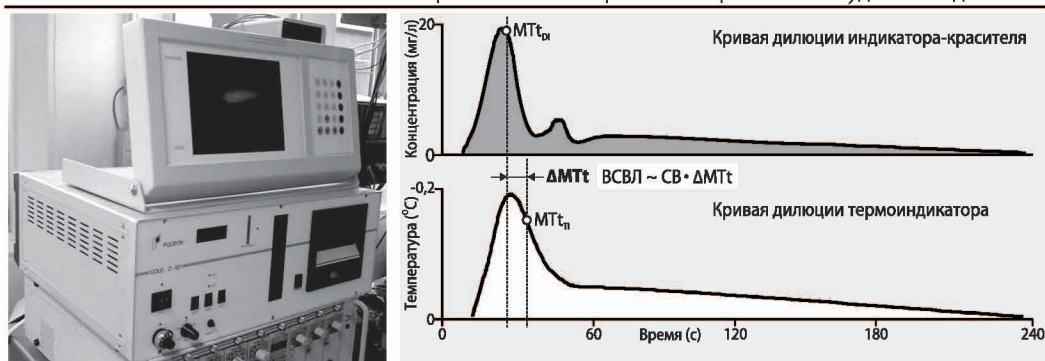 PULSION
COLD Z-021
20
MTt_DI
Кривая дилюции индикатора-красителя
Концентрация (мг/л)
0
ΔMTt ВСВЛ ~ СВ • ΔMTt
-0,2
MTt_TI
Кривая дилюции термоиндикатора
Температура (°C)
0
0 60 120 180 240
Время (с)